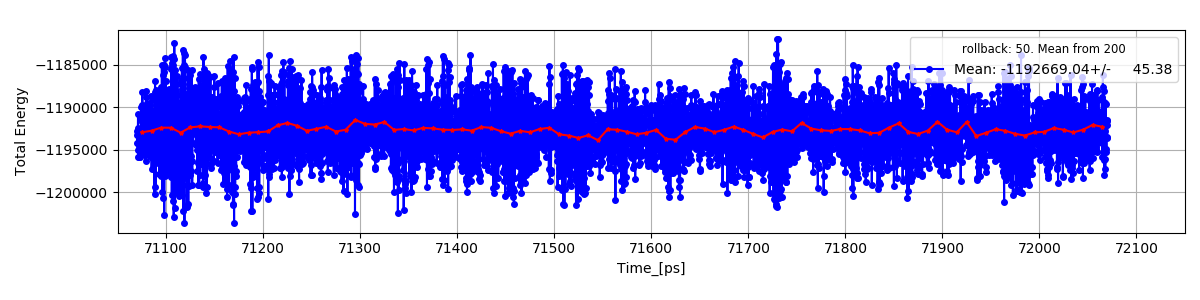 rollback: 50. Mean from 200
Mean: -1192669.04+/- 45.38
Total Energy
−1185000
−1190000
−1195000
−1200000
71100 71200 71300 71400 71500 71600 71700 71800 71900 72000 72100
Time_[ps]